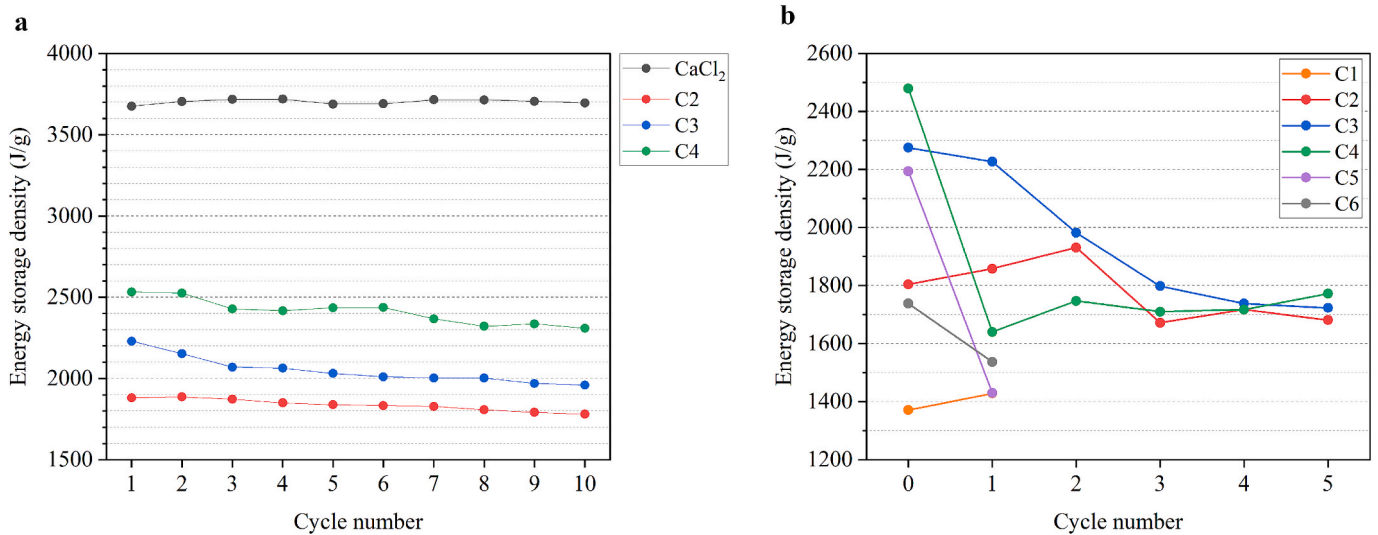 a
Energy storage density (J/g)
4000
3500
3000
2500
2000
1500
1
2
3
4
5
6
7
8
9
10
Cycle number
CaCl₂
C2
C3
C4
b
Energy storage density (J/g)
2600
2400
2200
2000
1800
1600
1400
1200
0
1
2
3
4
5
Cycle number
C1
C2
C3
C4
C5
C6